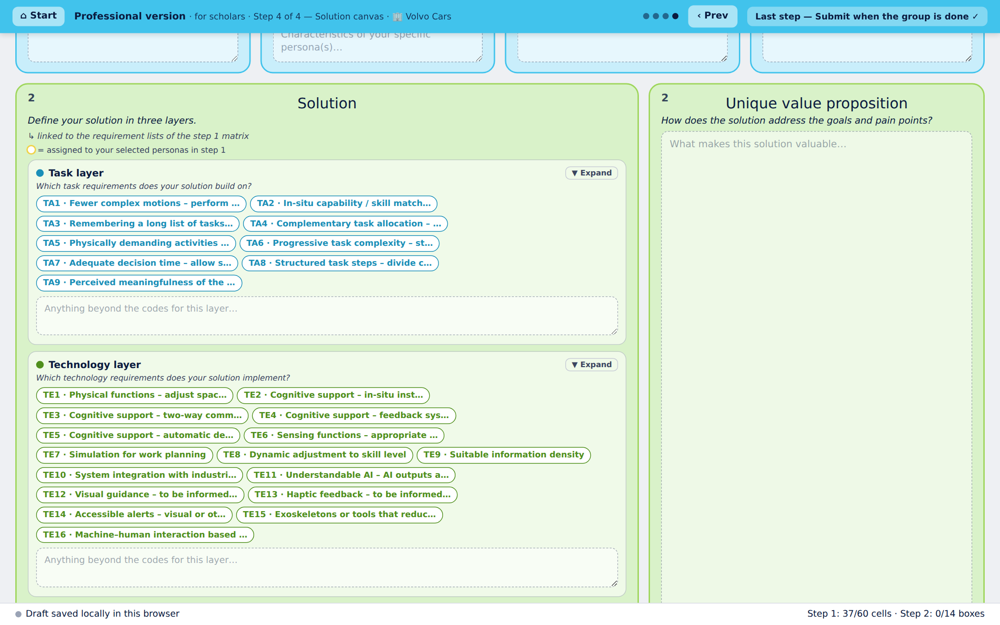 ⌂ Start
Professional version · for scholars · Step 4 of 4 — Solution canvas · 🏢 Volvo Cars
‹ Prev
Last step — Submit when the group is done ✓
Characteristics of your specific
persona(s)…
2
Solution
Define your solution in three layers.
↳ linked to the requirement lists of the step 1 matrix
= assigned to your selected personas in step 1
Task layer
▼ Expand
Which task requirements does your solution build on?
TA1 · Fewer complex motions – perform …
TA2 · In-situ capability / skill match…
TA3 · Remembering a long list of tasks…
TA4 · Complementary task allocation – …
TA5 · Physically demanding activities …
TA6 · Progressive task complexity – st…
TA7 · Adequate decision time – allow s…
TA8 · Structured task steps – divide c…
TA9 · Perceived meaningfulness of the …
Anything beyond the codes for this layer…
Technology layer
▼ Expand
Which technology requirements does your solution implement?
TE1 · Physical functions – adjust spac…
TE2 · Cognitive support – in-situ inst…
TE3 · Cognitive support – two-way comm…
TE4 · Cognitive support – feedback sys…
TE5 · Cognitive support – automatic de…
TE6 · Sensing functions – appropriate …
TE7 · Simulation for work planning
TE8 · Dynamic adjustment to skill level
TE9 · Suitable information density
TE10 · System integration with industri…
TE11 · Understandable AI – AI outputs a…
TE12 · Visual guidance – to be informed…
TE13 · Haptic feedback – to be informed…
TE14 · Accessible alerts – visual or ot…
TE15 · Exoskeletons or tools that reduc…
TE16 · Machine–human interaction based …
Anything beyond the codes for this layer…
2
Unique value proposition
How does the solution address the goals and pain points?
What makes this solution valuable…
Draft saved locally in this browser
Step 1: 37/60 cells · Step 2: 0/14 boxes